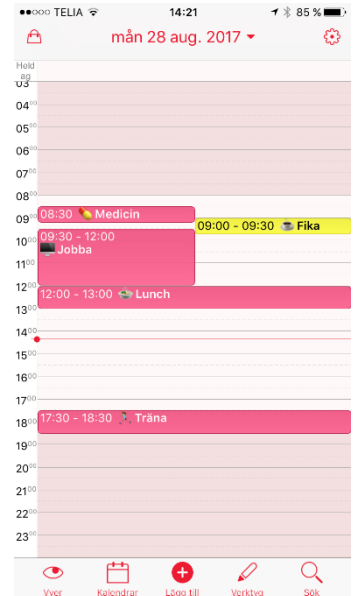 TELIA 14:21 85 %
mån 28 aug. 2017
Held
ag
03
04⁰⁰
05⁰⁰
06⁰⁰
07⁰⁰
08⁰⁰
09⁰⁰ 08:30 Medicin
09:00 - 09:30 Fika
09:30 - 12:00
10⁰⁰ Jobba
11⁰⁰
12⁰⁰ 12:00 - 13:00 Lunch
13⁰⁰
14⁰⁰
15⁰⁰
16⁰⁰
17⁰⁰
18⁰⁰ 17:30 - 18:30 Träna
19⁰⁰
20⁰⁰
21⁰⁰
22⁰⁰
23⁰⁰
Vyer Kalendrar Lägg till Verktyg Sök